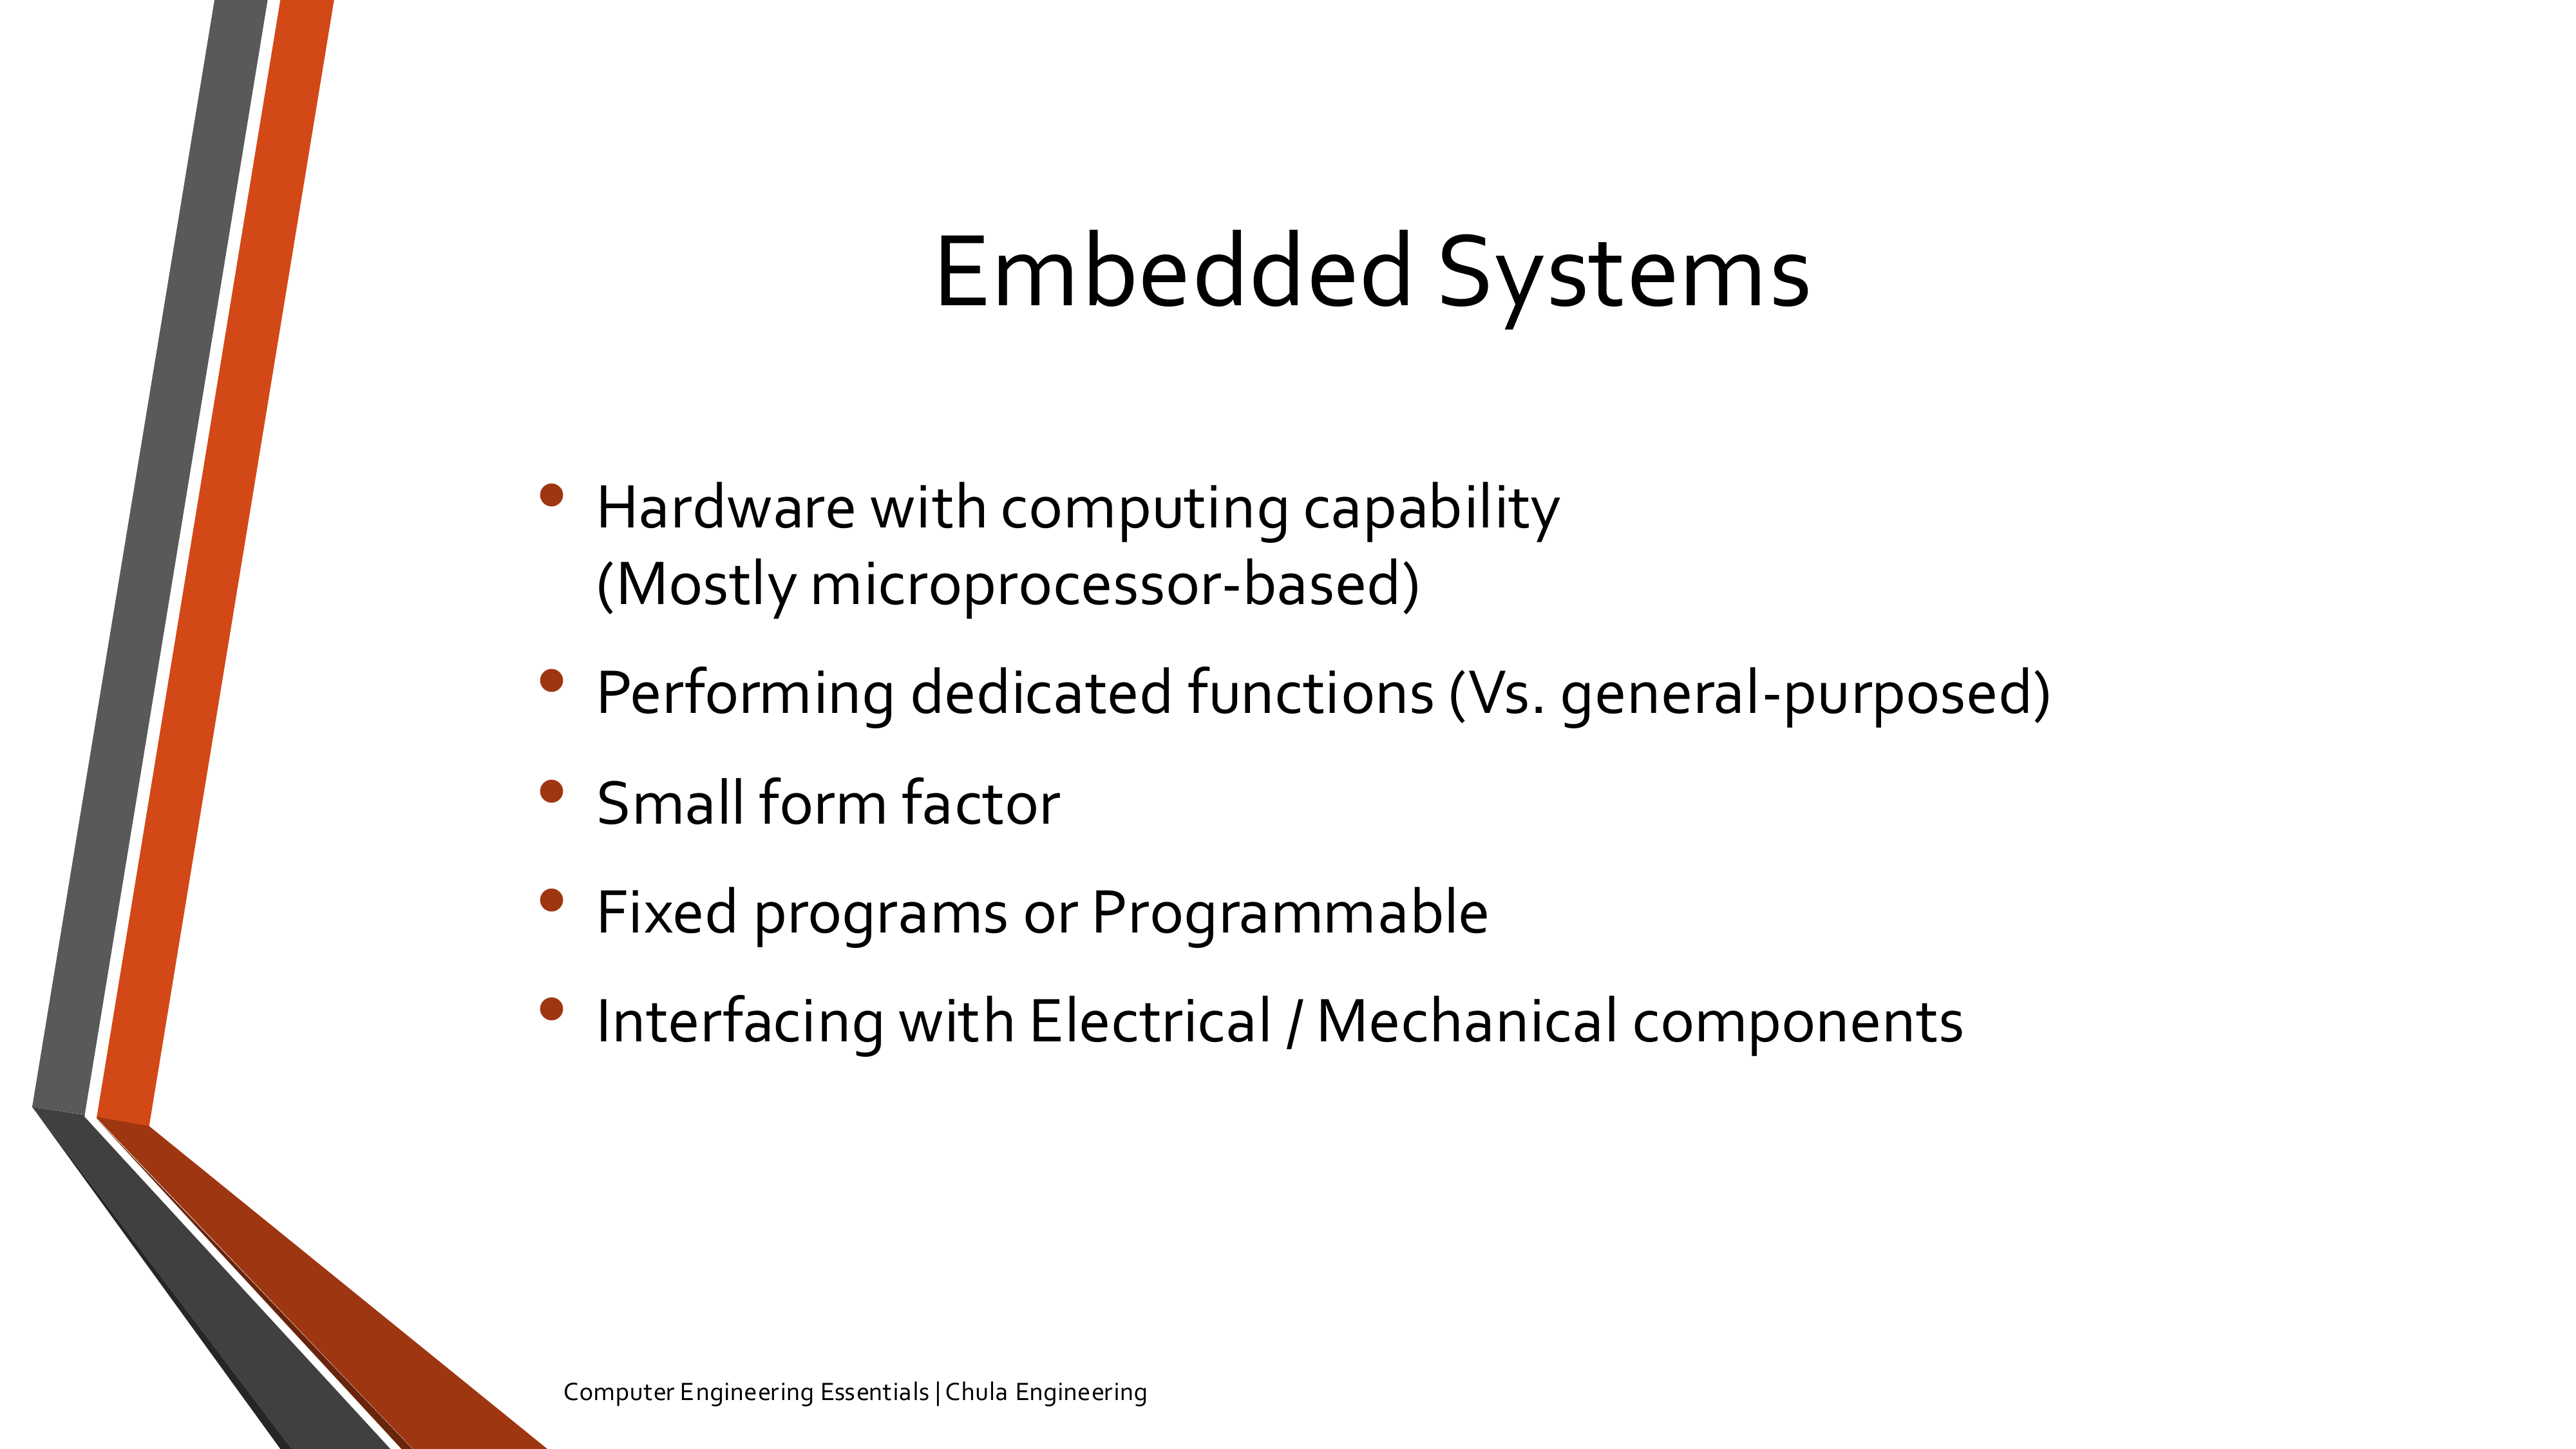 Embedded Systems
• Hardware with computing capability
(Mostly microprocessor-based)
• Performing dedicated functions (Vs. general-purposed)
• Small form factor
• Fixed programs or Programmable
• Interfacing with Electrical / Mechanical components
Computer Engineering Essentials | Chula Engineering